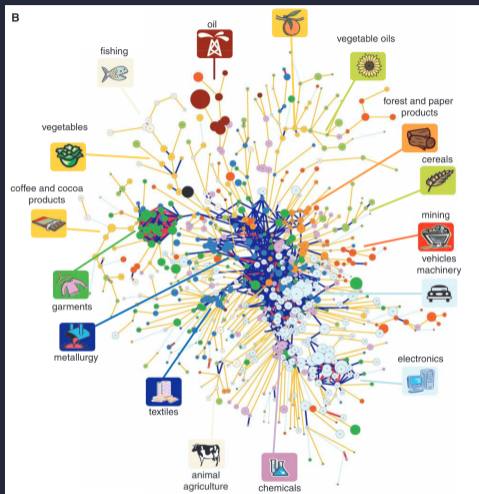 B
oil
vegetable oils
fishing
forest and paper
products
vegetables
cereals
coffee and cocoa
products
mining
vehicles
machinery
garments
metallurgy
electronics
textiles
animal
agriculture
chemicals